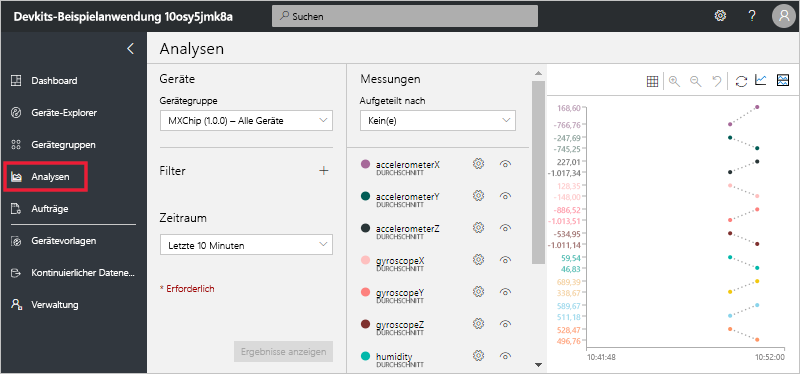 Devkits-Beispielanwendung 10osy5jmk8a
Suchen
?
Dashboard
Geräte-Explorer
Gerätegruppen
Analysen
Aufträge
Gerätevorlagen
Kontinuierlicher Datene...
Verwaltung
Analysen
Geräte
Gerätegruppe
MXChip (1.0.0) – Alle Geräte
Filter
Zeitraum
Letzte 10 Minuten
* Erforderlich
Ergebnisse anzeigen
Messungen
Aufgeteilt nach
Kein(e)
accelerometerX
DURCHSCHNITT
accelerometerY
DURCHSCHNITT
accelerometerZ
DURCHSCHNITT
gyroscopeX
DURCHSCHNITT
gyroscopeY
DURCHSCHNITT
gyroscopeZ
DURCHSCHNITT
humidity
DURCHSCHNITT
168,60
-766,76
-247,69
-745,25
227,01
-1.017,34
128,35
-148,00
-886,52
-1.013,51
-534,95
-1.011,14
59,54
46,83
689,39
338,67
589,67
511,18
528,47
496,76
10:41:48
10:52:00